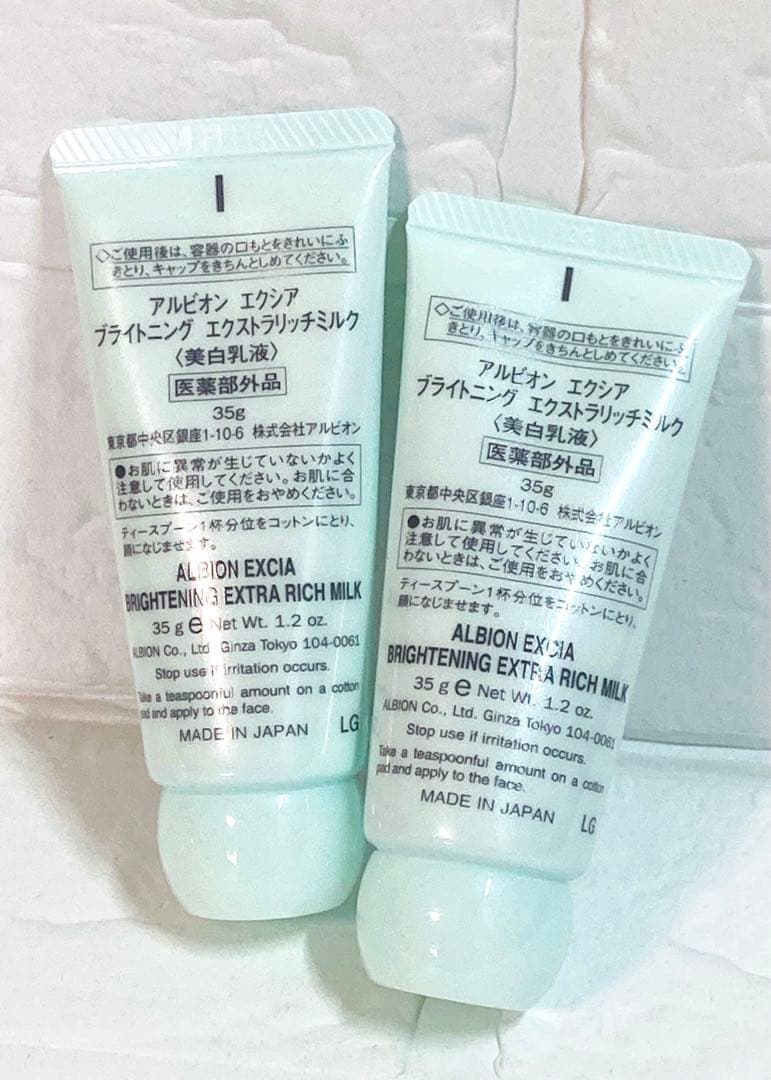 I
◇ご使用後は、容器の口もとをきれいにふ
きとり、キャップをきちんとしめてください。
アルビオン エクシア
ブライトニング エクストラリッチミルク
〈美白乳液〉
医薬部外品
35g
東京都中央区銀座1-10-6 株式会社アルビオン
●お肌に異常が生じていないかよく
注意して使用してください。お肌に合
わないときは、ご使用をおやめください。
ティースプーン1杯分位をコットンにとり、
顔になじませます。
ALBION EXCIA
BRIGHTENING EXTRA RICH MILK
35 g e Net Wt. 1.2 oz.
ALBION Co., Ltd. Ginza Tokyo 104-0061
Stop use if irritation occurs.
Take a teaspoonful amount on a cotton
pad and apply to the face.
MADE IN JAPAN LG
I
◇ご使用後は、容器の口もとをきれいにふ
きとり、キャップをきちんとしめてください。
アルビオン エクシア
ブライトニング エクストラリッチミルク
〈美白乳液〉
医薬部外品
35g
東京都中央区銀座1-10-6 株式会社アルビオン
●お肌に異常が生じていないかよく
注意して使用してください。お肌に合
わないときは、ご使用をおやめください。
ティースプーン1杯分位をコットンにとり、
顔になじませます。
ALBION EXCIA
BRIGHTENING EXTRA RICH MILK
35 g e Net Wt. 1.2 oz.
ALBION Co., Ltd. Ginza Tokyo 104-0061
Stop use if irritation occurs.
Take a teaspoonful amount on a cotton
pad and apply to the face.
MADE IN JAPAN LG